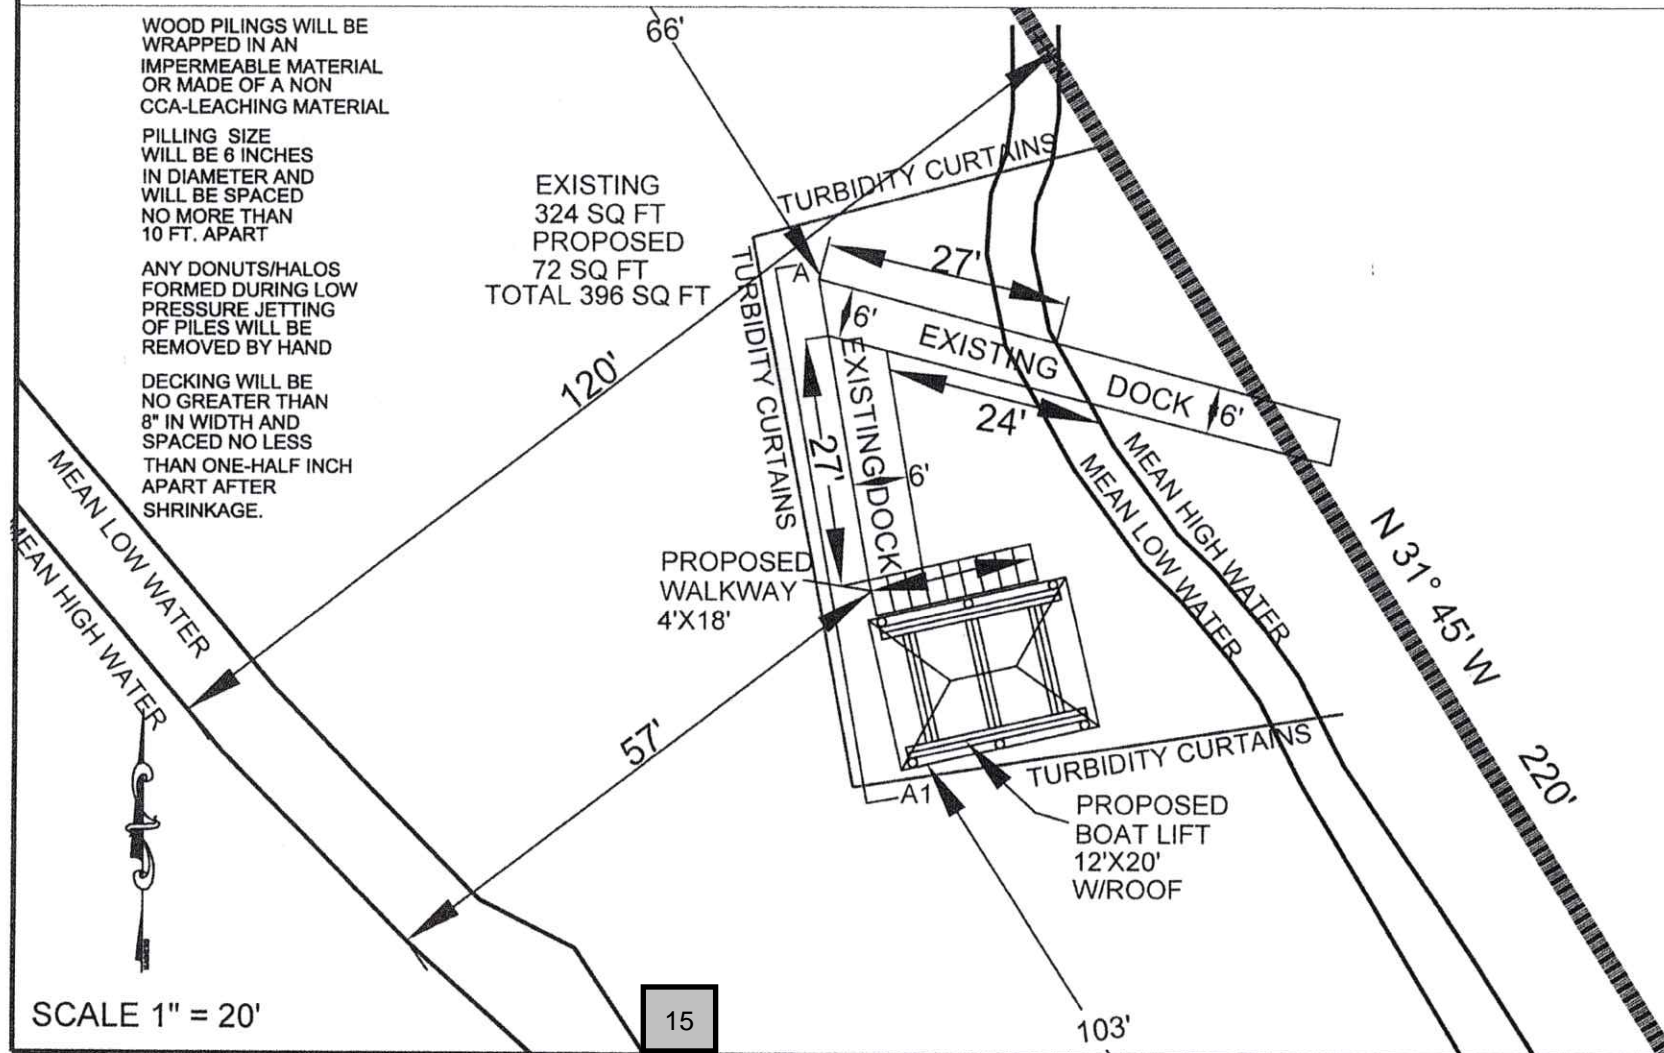 WOOD PILINGS WILL BE
WRAPPED IN AN
IMPERMEABLE MATERIAL
OR MADE OF A NON
CCA-LEACHING MATERIAL
PILLING SIZE
WILL BE 6 INCHES
IN DIAMETER AND
WILL BE SPACED
NO MORE THAN
10 FT. APART
ANY DONUTS/HALOS
FORMED DURING LOW
PRESSURE JETTING
OF PILES WILL BE
REMOVED BY HAND
DECKING WILL BE
NO GREATER THAN
8" IN WIDTH AND
SPACED NO LESS
THAN ONE-HALF INCH
APART AFTER
SHRINKAGE.
66'
EXISTING
324 SQ FT
PROPOSED
72 SQ FT
TOTAL 396 SQ FT
TURBIDITY CURTAINS
TURBIDITY CURTAINS
A
27'
6'
EXISTING DOCK
6'
24'
EXISTING DOCK
27'
6'
120'
MEAN LOW WATER
MEAN HIGH WATER
MEAN HIGH WATER
MEAN LOW WATER
N 31° 45' W
220'
PROPOSED
WALKWAY
4'X18'
57'
TURBIDITY CURTAINS
A1
PROPOSED
BOAT LIFT
12'X20'
W/ROOF
103'
SCALE 1" = 20'
15